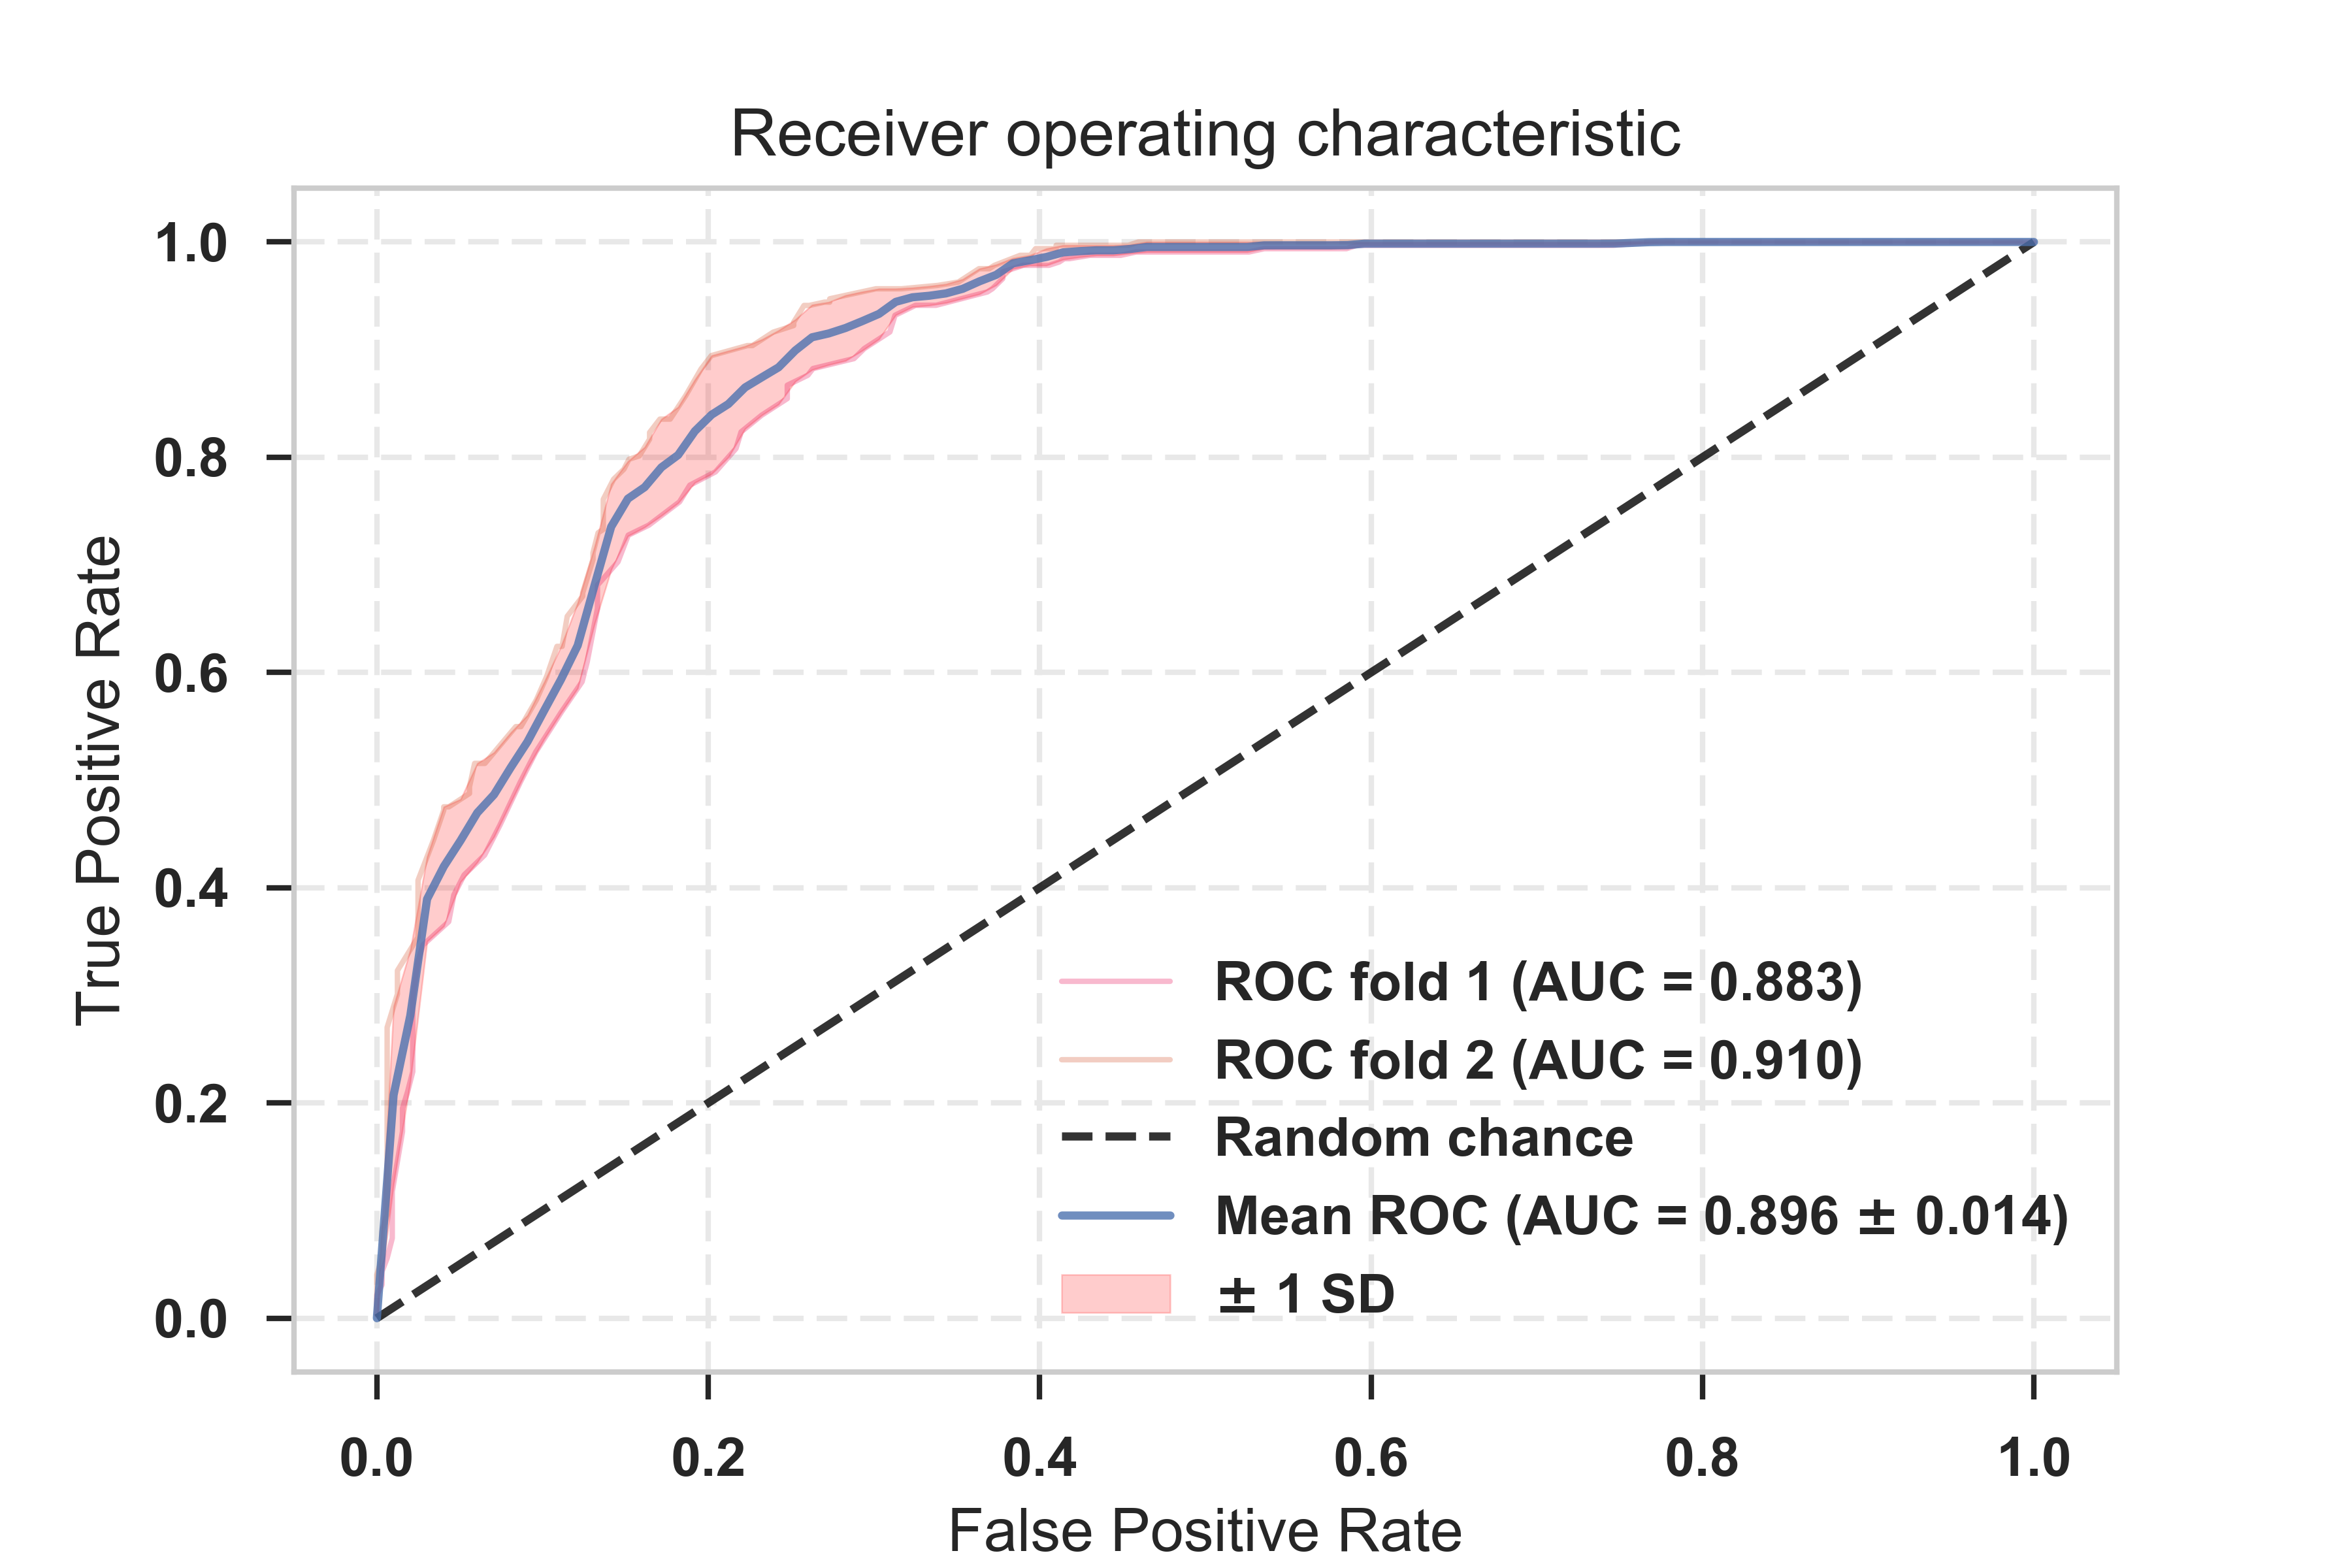 Receiver operating characteristic
True Positive Rate
1.0
0.8
0.6
0.4
0.2
0.0
ROC fold 1 (AUC = 0.883)
ROC fold 2 (AUC = 0.910)
Random chance
Mean ROC (AUC = 0.896 ± 0.014)
± 1 SD
0.0 0.2 0.4 0.6 0.8 1.0
False Positive Rate